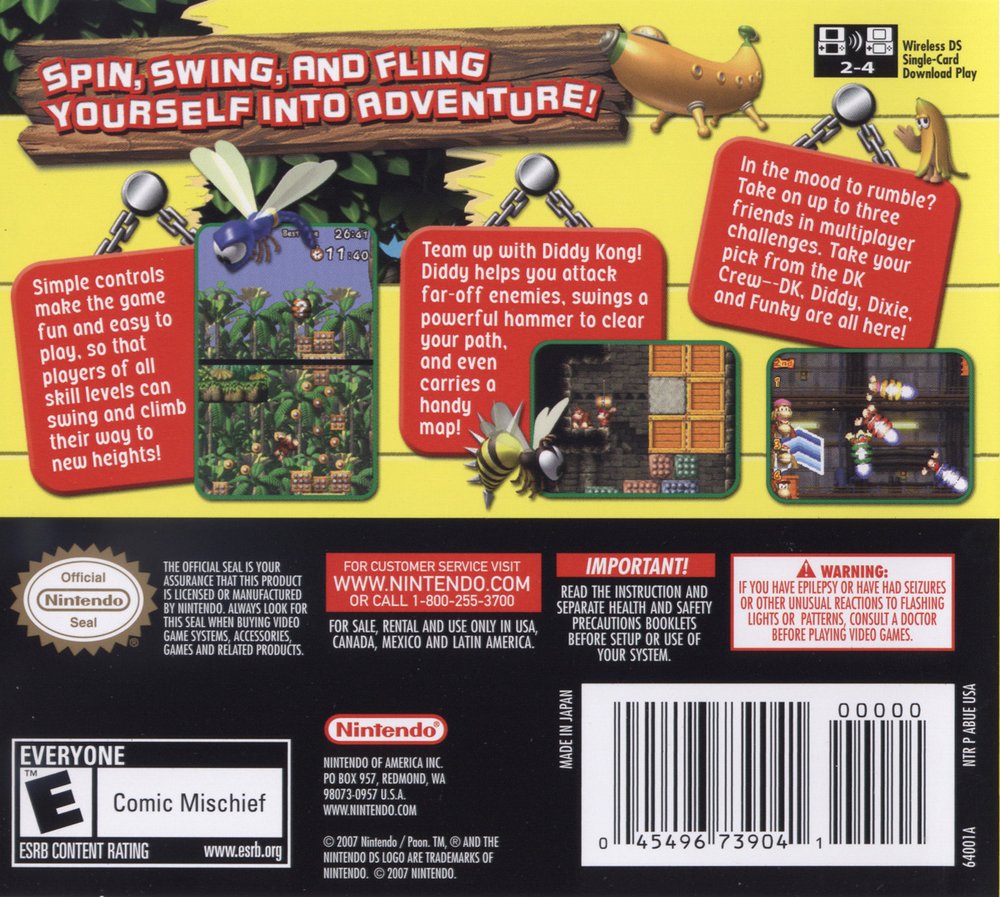 SPIN, SWING, AND FLING
YOURSELF INTO ADVENTURE!
2-4
Wireless DS
Single-Card
Download Play
Simple controls
make the game
fun and easy to
play, so that
players of all
skill levels can
swing and climb
their way to
new heights!
26:41
11:40
Team up with Diddy Kong!
Diddy helps you attack
far-off enemies, swings a
powerful hammer to clear
your path,
and even
carries a
handy
map!
In the mood to rumble?
Take on up to three
friends in multiplayer
challenges. Take your
pick from the DK
Crew--DK, Diddy, Dixie,
and Funky are all here!
2nd
Official
Nintendo
Seal
®
THE OFFICIAL SEAL IS YOUR
ASSURANCE THAT THIS PRODUCT
IS LICENSED OR MANUFACTURED
BY NINTENDO. ALWAYS LOOK FOR
THIS SEAL WHEN BUYING VIDEO
GAME SYSTEMS, ACCESSORIES,
GAMES AND RELATED PRODUCTS.
FOR CUSTOMER SERVICE VISIT
WWW.NINTENDO.COM
OR CALL 1-800-255-3700
FOR SALE, RENTAL AND USE ONLY IN USA,
CANADA, MEXICO AND LATIN AMERICA.
IMPORTANT!
READ THE INSTRUCTION AND
SEPARATE HEALTH AND SAFETY
PRECAUTIONS BOOKLETS
BEFORE SETUP OR USE OF
YOUR SYSTEM.
WARNING:
IF YOU HAVE EPILEPSY OR HAVE HAD SEIZURES
OR OTHER UNUSUAL REACTIONS TO FLASHING
LIGHTS OR PATTERNS, CONSULT A DOCTOR
BEFORE PLAYING VIDEO GAMES.
EVERYONE
TM
E
Comic Mischief
ESRB CONTENT RATING www.esrb.org
Nintendo®
NINTENDO OF AMERICA INC.
PO BOX 957, REDMOND, WA
98073-0957 U.S.A.
WWW.NINTENDO.COM
© 2007 Nintendo / Paon. TM, ® AND THE
NINTENDO DS LOGO ARE TRADEMARKS OF
NINTENDO. © 2007 NINTENDO.
MADE IN JAPAN
00000
0 45496 73904 1
NTR P ABUE USA
64001A